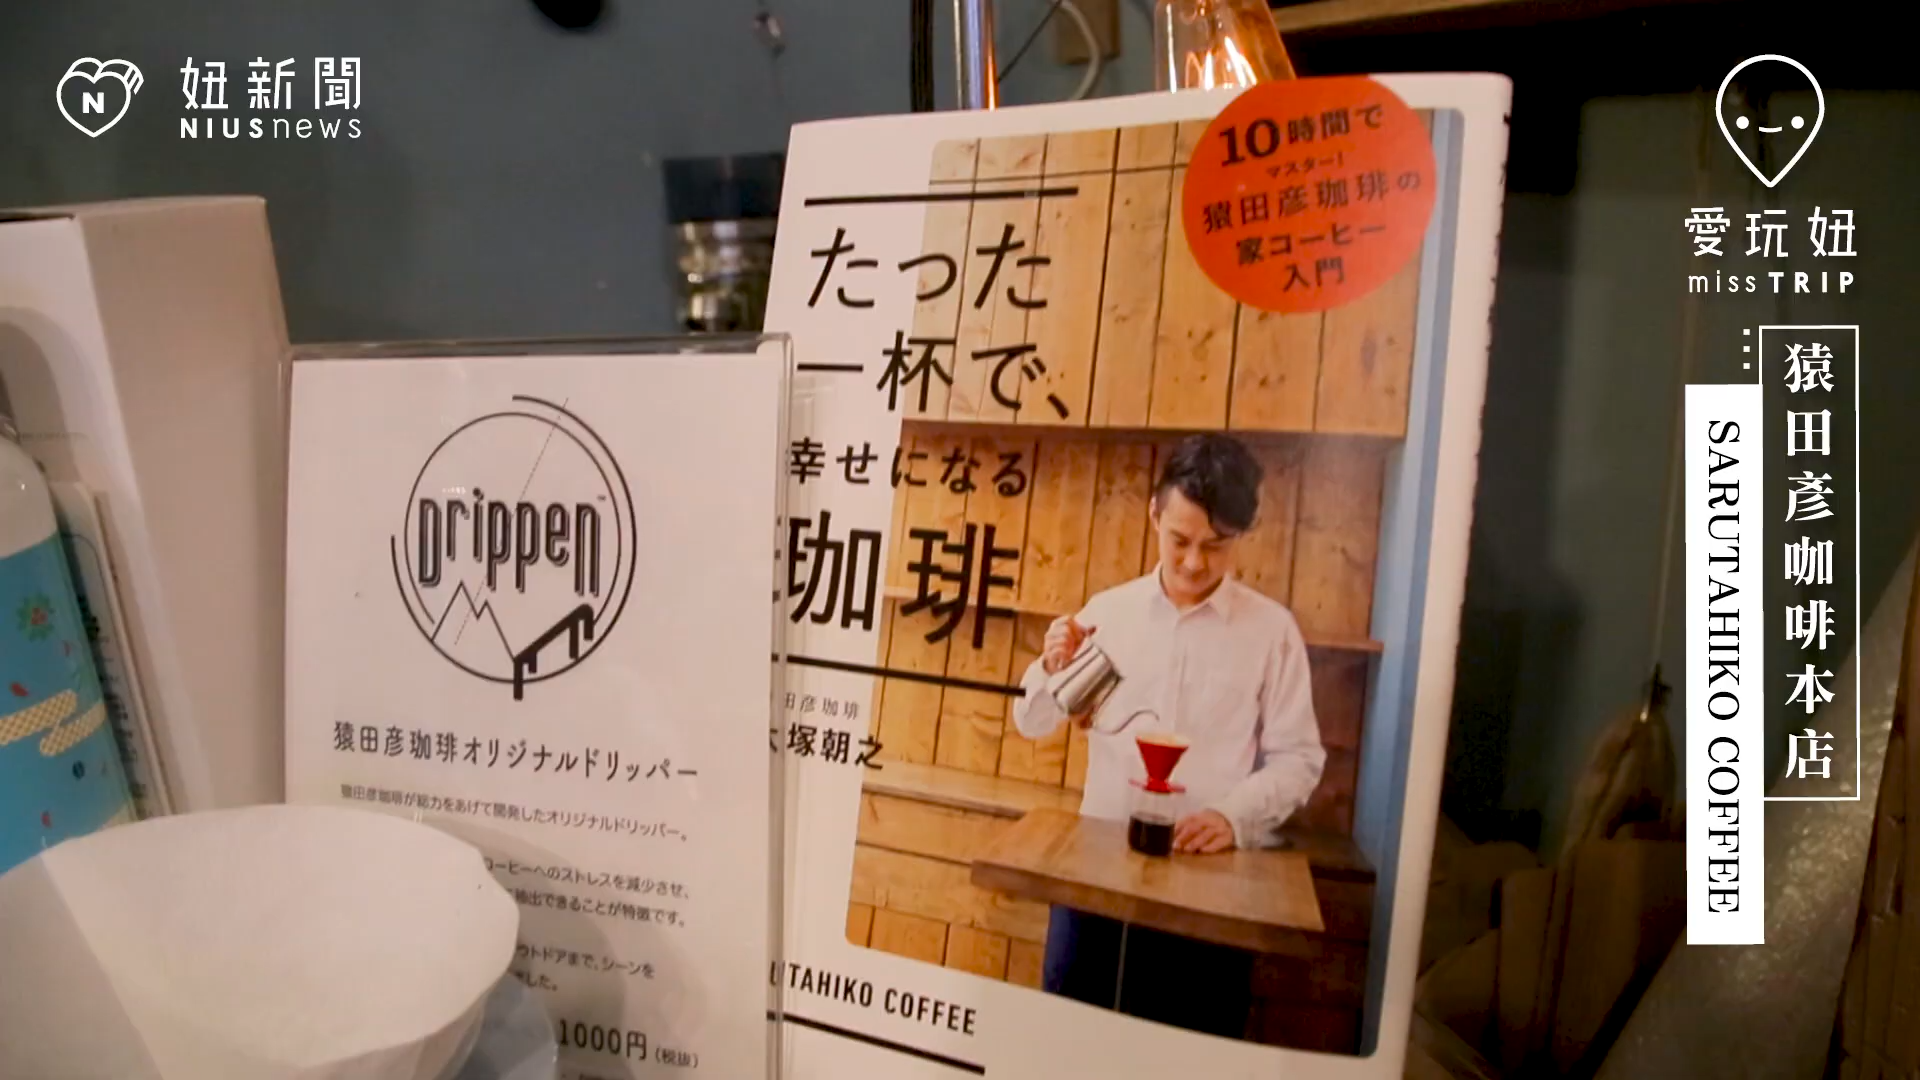 N
妞新聞
NIUSnews
愛玩妞
missTRIP
猿田彥咖啡本店
SARUTAHIKO COFFEE
10時間で
マスター!
猿田彦珈琲の
家コーヒー
入門
たった
一杯で、
幸せになる
珈琲
田彦珈琲
塚朝之
TAHIKO COFFEE
Drippen
猿田彦珈琲オリジナルドリッパー
猿田彦珈琲が総力をあげて開発したオリジナルドリッパー。
コーヒーへのストレスを減少させ、
抽出できることが特徴です。
ウトドアまで、シーンを
した。
1000円(税抜)